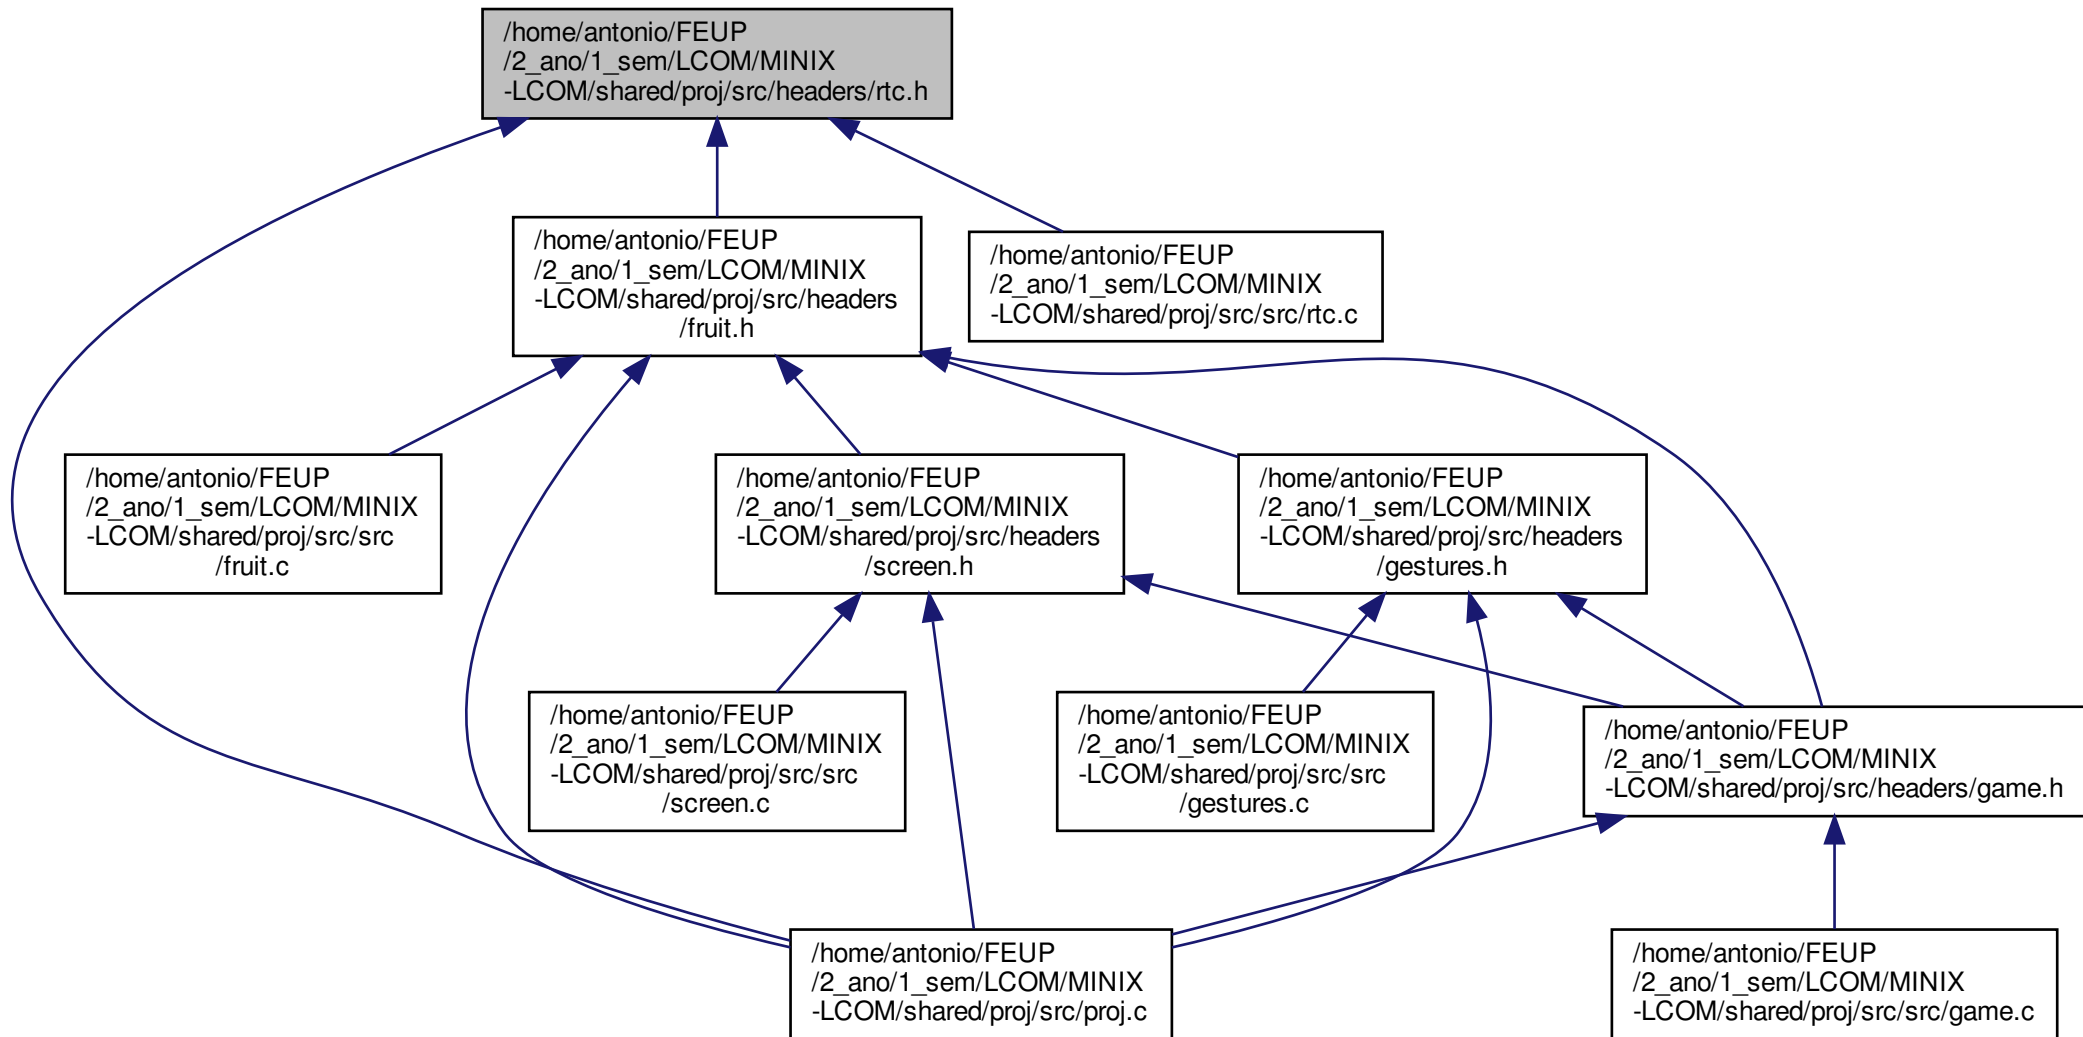 /home/antonio/FEUP
/2_ano/1_sem/LCOM/MINIX
-LCOM/shared/proj/src/headers/rtc.h
/home/antonio/FEUP
/2_ano/1_sem/LCOM/MINIX
-LCOM/shared/proj/src/headers
/fruit.h
/home/antonio/FEUP
/2_ano/1_sem/LCOM/MINIX
-LCOM/shared/proj/src/src/rtc.c
/home/antonio/FEUP
/2_ano/1_sem/LCOM/MINIX
-LCOM/shared/proj/src/src
/fruit.c
/home/antonio/FEUP
/2_ano/1_sem/LCOM/MINIX
-LCOM/shared/proj/src/headers
/screen.h
/home/antonio/FEUP
/2_ano/1_sem/LCOM/MINIX
-LCOM/shared/proj/src/headers
/gestures.h
/home/antonio/FEUP
/2_ano/1_sem/LCOM/MINIX
-LCOM/shared/proj/src/src
/screen.c
/home/antonio/FEUP
/2_ano/1_sem/LCOM/MINIX
-LCOM/shared/proj/src/src
/gestures.c
/home/antonio/FEUP
/2_ano/1_sem/LCOM/MINIX
-LCOM/shared/proj/src/headers/game.h
/home/antonio/FEUP
/2_ano/1_sem/LCOM/MINIX
-LCOM/shared/proj/src/proj.c
/home/antonio/FEUP
/2_ano/1_sem/LCOM/MINIX
-LCOM/shared/proj/src/src/game.c